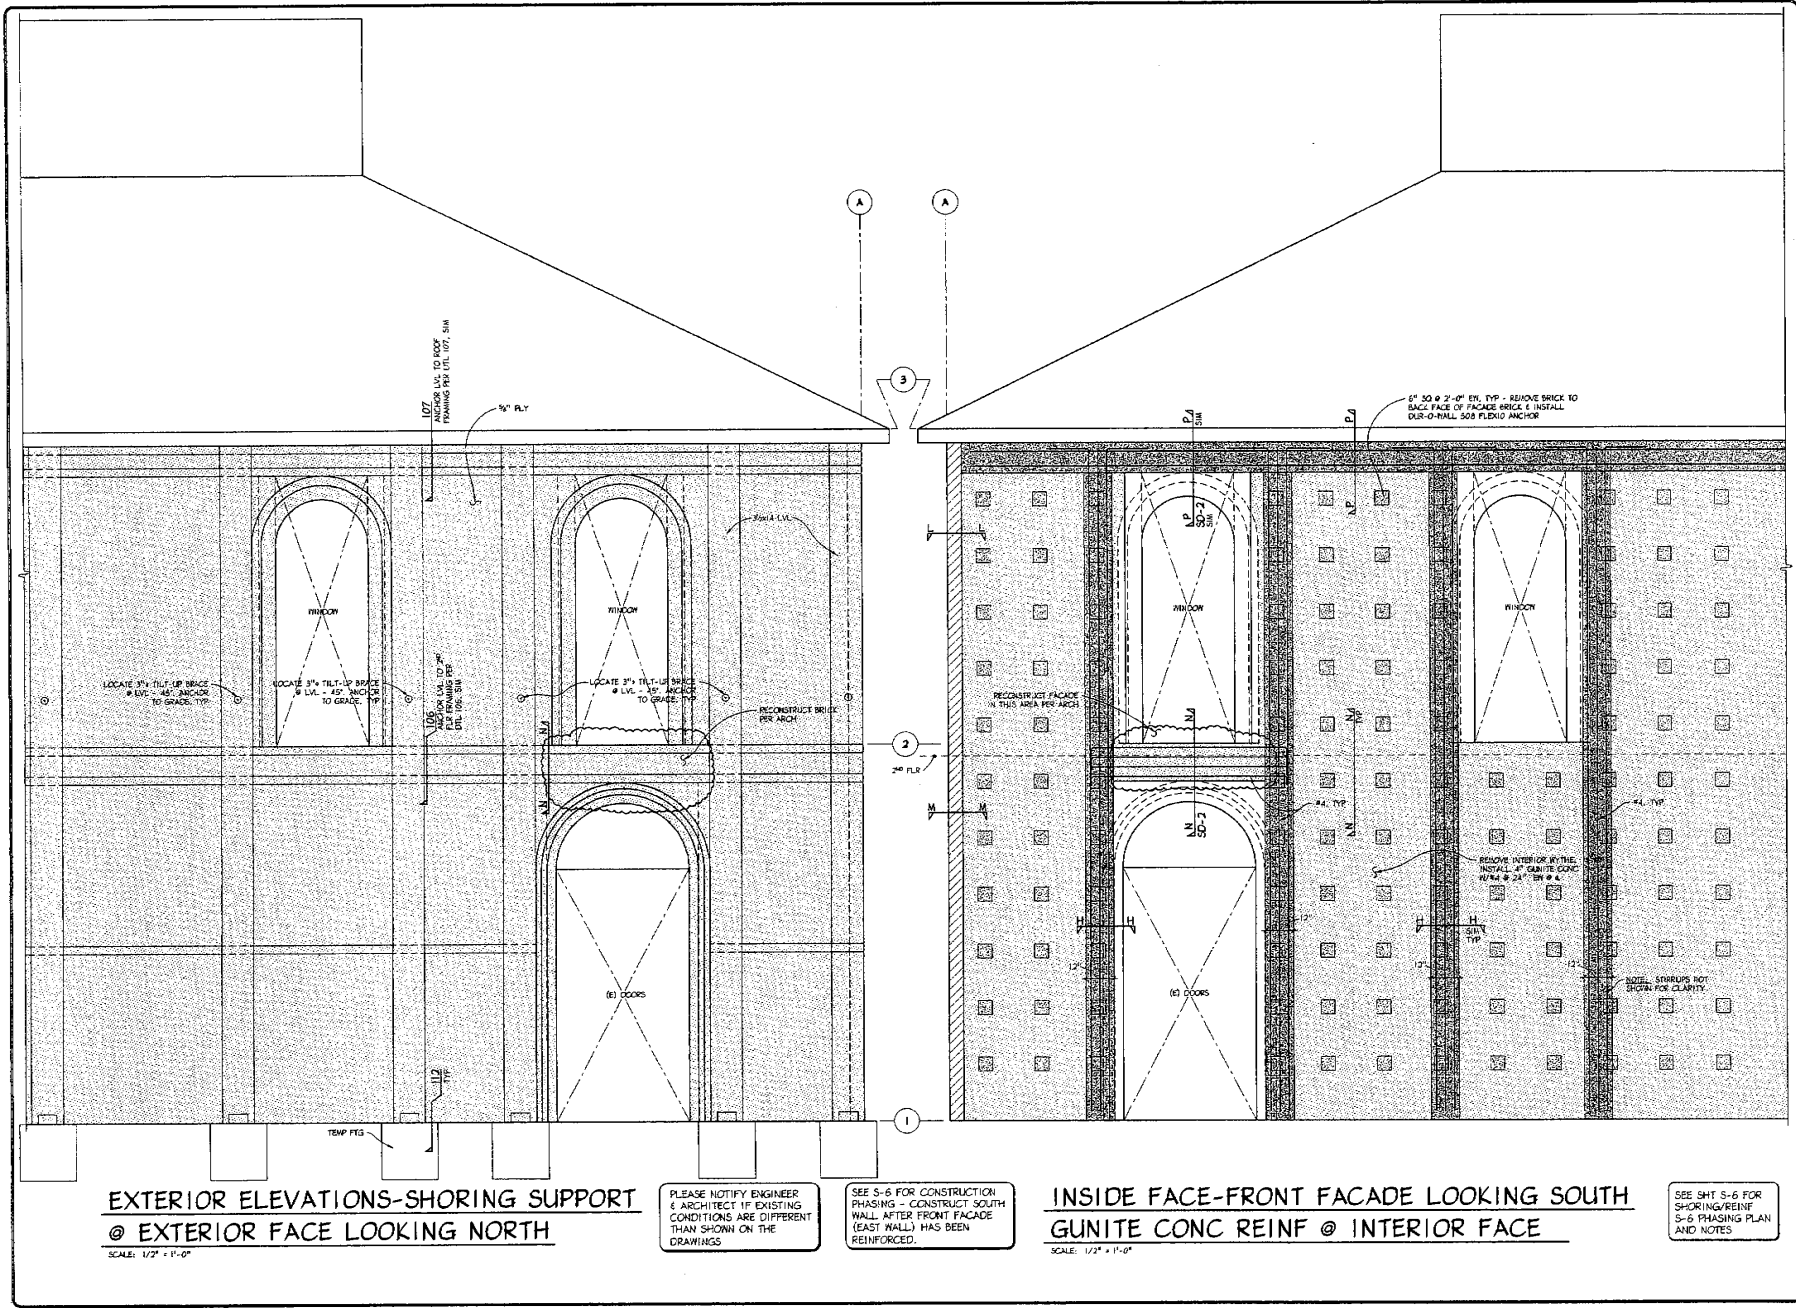 A
A
3
107
ANCHOR LVL TO ROOF
FRAMING PER DTL 107, SIM
5/8" PLY
6" SQ @ 2'-0" EW, TYP - REMOVE BRICK TO
BACK FACE OF FACADE BRICK & INSTALL
DUR-O-WALL 508 FLEXIO ANCHOR
P
SIM
P
P
SD-2
SIM
P
L
L
WINDOW
WINDOW
WINDOW
WINDOW
LOCATE 3"ø TILT-UP BRACE
@ LVL - 45°. ANCHOR
TO GRADE, TYP
LOCATE 3"ø TILT-UP BRACE
@ LVL - 45°. ANCHOR
TO GRADE, TYP
LOCATE 3"ø TILT-UP BRACE
@ LVL - 45°. ANCHOR
TO GRADE, TYP
106
ANCHOR LVL TO 2ND
FLR FRAMING PER
DTL 106, SIM
RECONSTRUCT BRICK
PER ARCH
RECONSTRUCT FACADE
IN THIS AREA PER ARCH
N
N
N
N
TYP
2
2ND FLR
M
M
N
SD-2
N
#4, TYP
#4, TYP
REMOVE INTERIOR WYTHE,
INSTALL 4" GUNITE CONC
W/#4 @ 24" EW @ ℄
H
H
H
H
SIM
TYP
12"
12"
12"
12"
NOTE: STIRRUPS NOT
SHOWN FOR CLARITY
(E) DOORS
(E) DOORS
112
TYP
1
TEMP FTG
EXTERIOR ELEVATIONS-SHORING SUPPORT
@ EXTERIOR FACE LOOKING NORTH
SCALE: 1/2" = 1'-0"
PLEASE NOTIFY ENGINEER
& ARCHITECT IF EXISTING
CONDITIONS ARE DIFFERENT
THAN SHOWN ON THE
DRAWINGS
SEE S-6 FOR CONSTRUCTION
PHASING - CONSTRUCT SOUTH
WALL AFTER FRONT FACADE
(EAST WALL) HAS BEEN
REINFORCED.
INSIDE FACE-FRONT FACADE LOOKING SOUTH
GUNITE CONC REINF @ INTERIOR FACE
SCALE: 1/2" = 1'-0"
SEE SHT S-6 FOR
SHORING/REINF
S-6 PHASING PLAN
AND NOTES